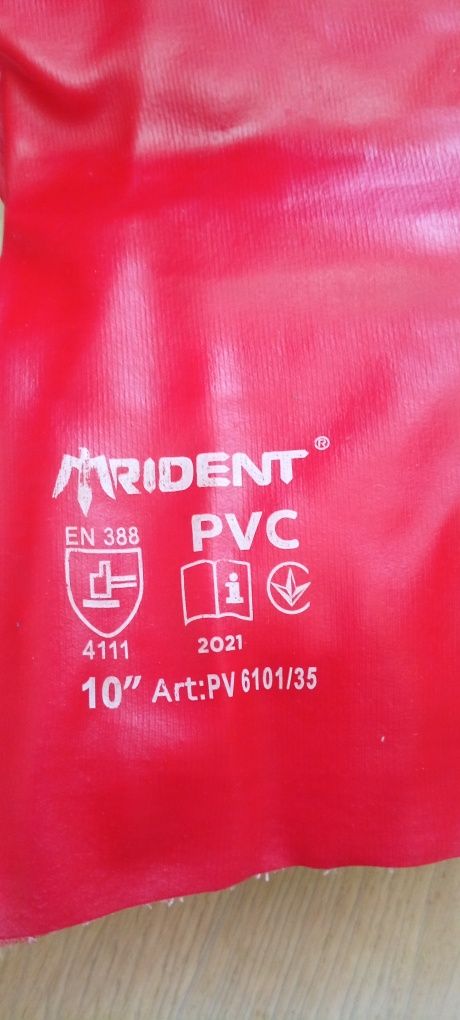 TRIDENT®
EN 388
PVC
i
4111
2021
10" Art:PV 6101/35